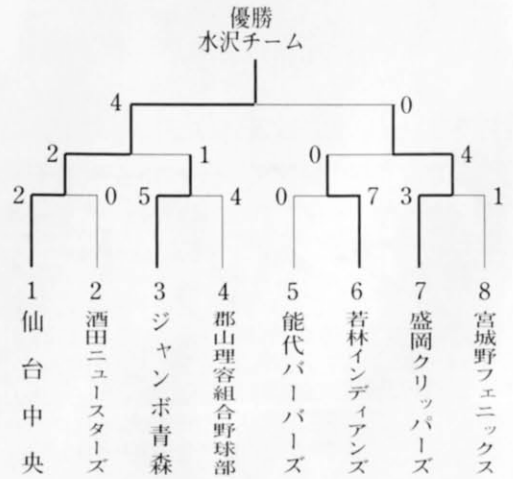 優勝
水沢チーム
4 0
2 1 0 4
2 0 5 4 0 7 3 1
1 2 3 4 5 6 7 8
仙台中央
酒田ニュースターズ
ジャンボ青森
郡山理容組合野球部
能代バーバーズ
若林インディアンズ
盛岡クリッパーズ
宮城野フェニックス